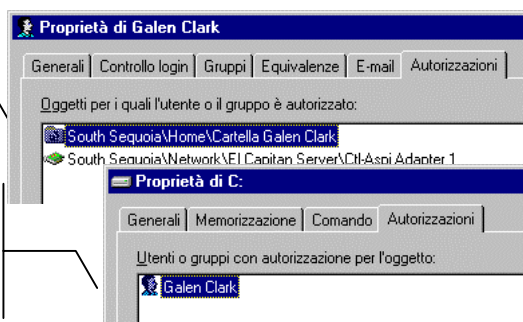 Proprietà di Galen Clark
Generali Controllo login Gruppi Equivalenze E-mail Autorizzazioni
Oggetti per i quali l'utente o il gruppo è autorizzato:
South Sequoia\Home\Cartella Galen Clark
South Sequoia\Network\El Capitan Server\Ctl-Aspi Adapter 1
Proprietà di C:
Generali Memorizzazione Comando Autorizzazioni
Utenti o gruppi con autorizzazione per l'oggetto:
Galen Clark